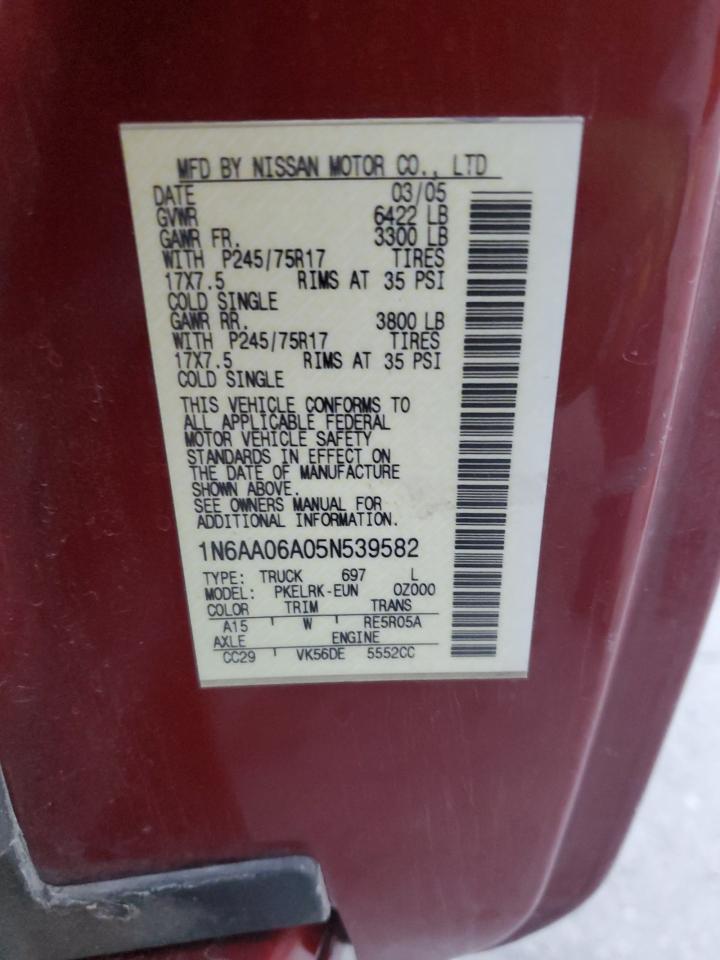 MFD BY NISSAN MOTOR CO., LTD
DATE 03/05
GVWR 6422 LB
GAWR FR. 3300 LB
WITH P245/75R17 TIRES
17X7.5 RIMS AT 35 PSI
COLD SINGLE
GAWR RR. 3800 LB
WITH P245/75R17 TIRES
17X7.5 RIMS AT 35 PSI
COLD SINGLE
THIS VEHICLE CONFORMS TO
ALL APPLICABLE FEDERAL
MOTOR VEHICLE SAFETY
STANDARDS IN EFFECT ON
THE DATE OF MANUFACTURE
SHOWN ABOVE.
SEE OWNERS MANUAL FOR
ADDITIONAL INFORMATION.
1N6AA06A05N539582
TYPE: TRUCK 697 L
MODEL: PKELRK-EUN 0Z000
COLOR TRIM TRANS
A15 W RE5R05A
AXLE ENGINE
CC29 VK56DE 5552CC